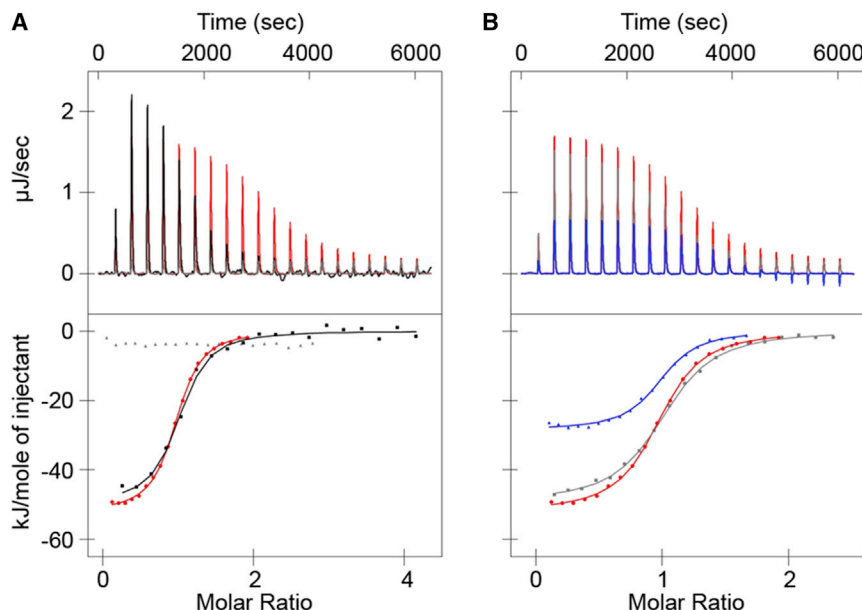 A
Time (sec)
0 2000 4000 6000
2
1
0
µJ/sec
0
-20
-40
-60
kJ/mole of injectant
0 2 4
Molar Ratio
B
Time (sec)
0 2000 4000 6000
0 1 2
Molar Ratio